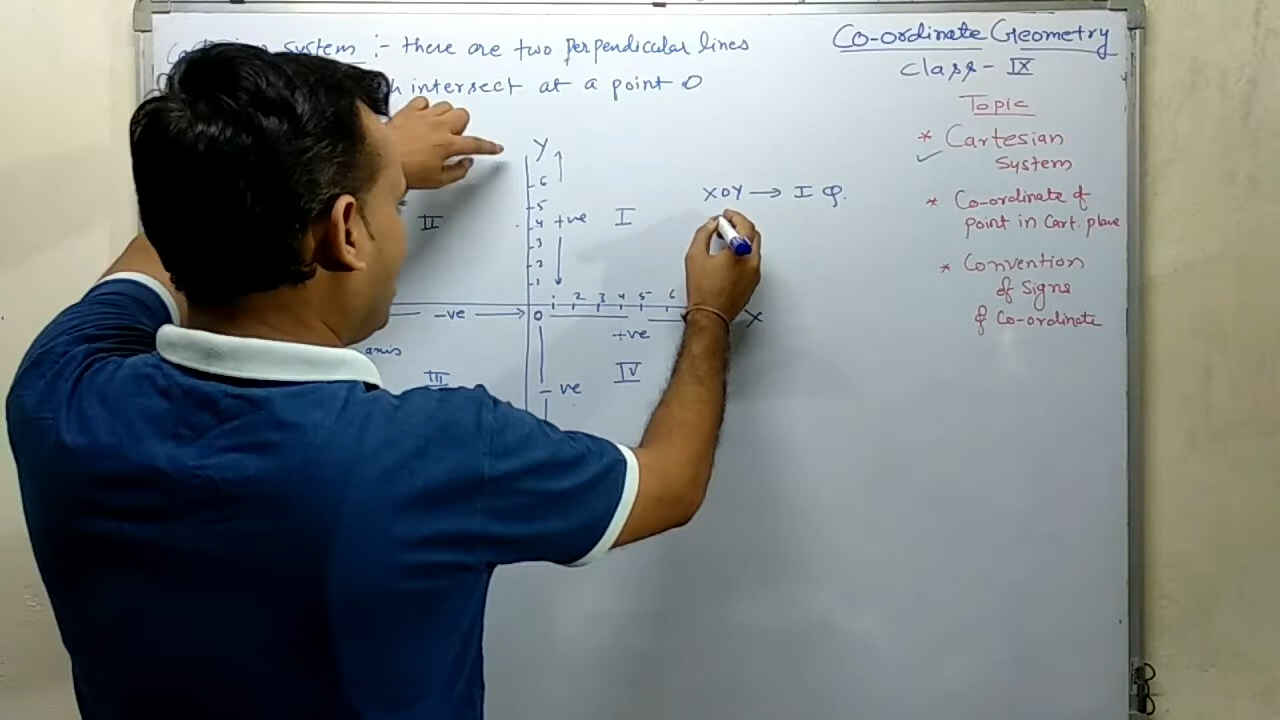 system :- there are two perpendicular lines
intersect at a point O
Co-ordinate Geometry
Class - IX
Topic
* Cartesian
✓ System
* Co-ordinate of
point in Cart. plane
* Convention
of Signs
of Co-ordinate
Y
6
5
4 +ve
3
2
1
II
I
XOY → I Q.
-ve
O
1 2 3 4 5 6
X
+ve
axis
III
IV
-ve